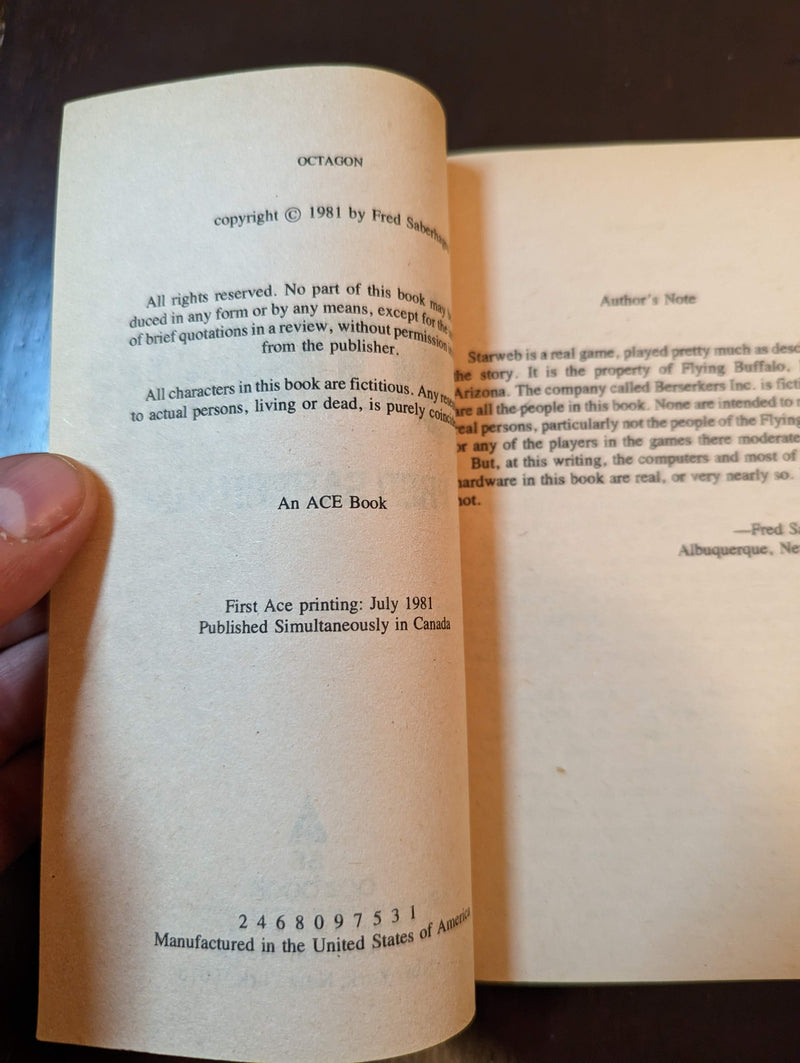 OCTAGON
copyright © 1981 by Fred Saberhagen
All rights reserved. No part of this book may
duced in any form or by any means, except for the
of brief quotations in a review, without permission
from the publisher.
All characters in this book are fictitious. Any
to actual persons, living or dead, is purely
An ACE Book
First Ace printing: July 1981
Published Simultaneously in Canada
2 4 6 8 0 9 7 5 3 1
Manufactured in the United States of America
Author's Note
Starweb is a real game, played pretty much as
the story. It is the property of Flying Buffalo,
Arizona. The company called Berserkers Inc. is
are all the people in this book. None are intended to
real persons, particularly not the people of the Flying
or any of the players in the games there
But, at this writing, the computers and most of
hardware in this book are real, or very nearly so.
not.
—Fred
Albuquerque,